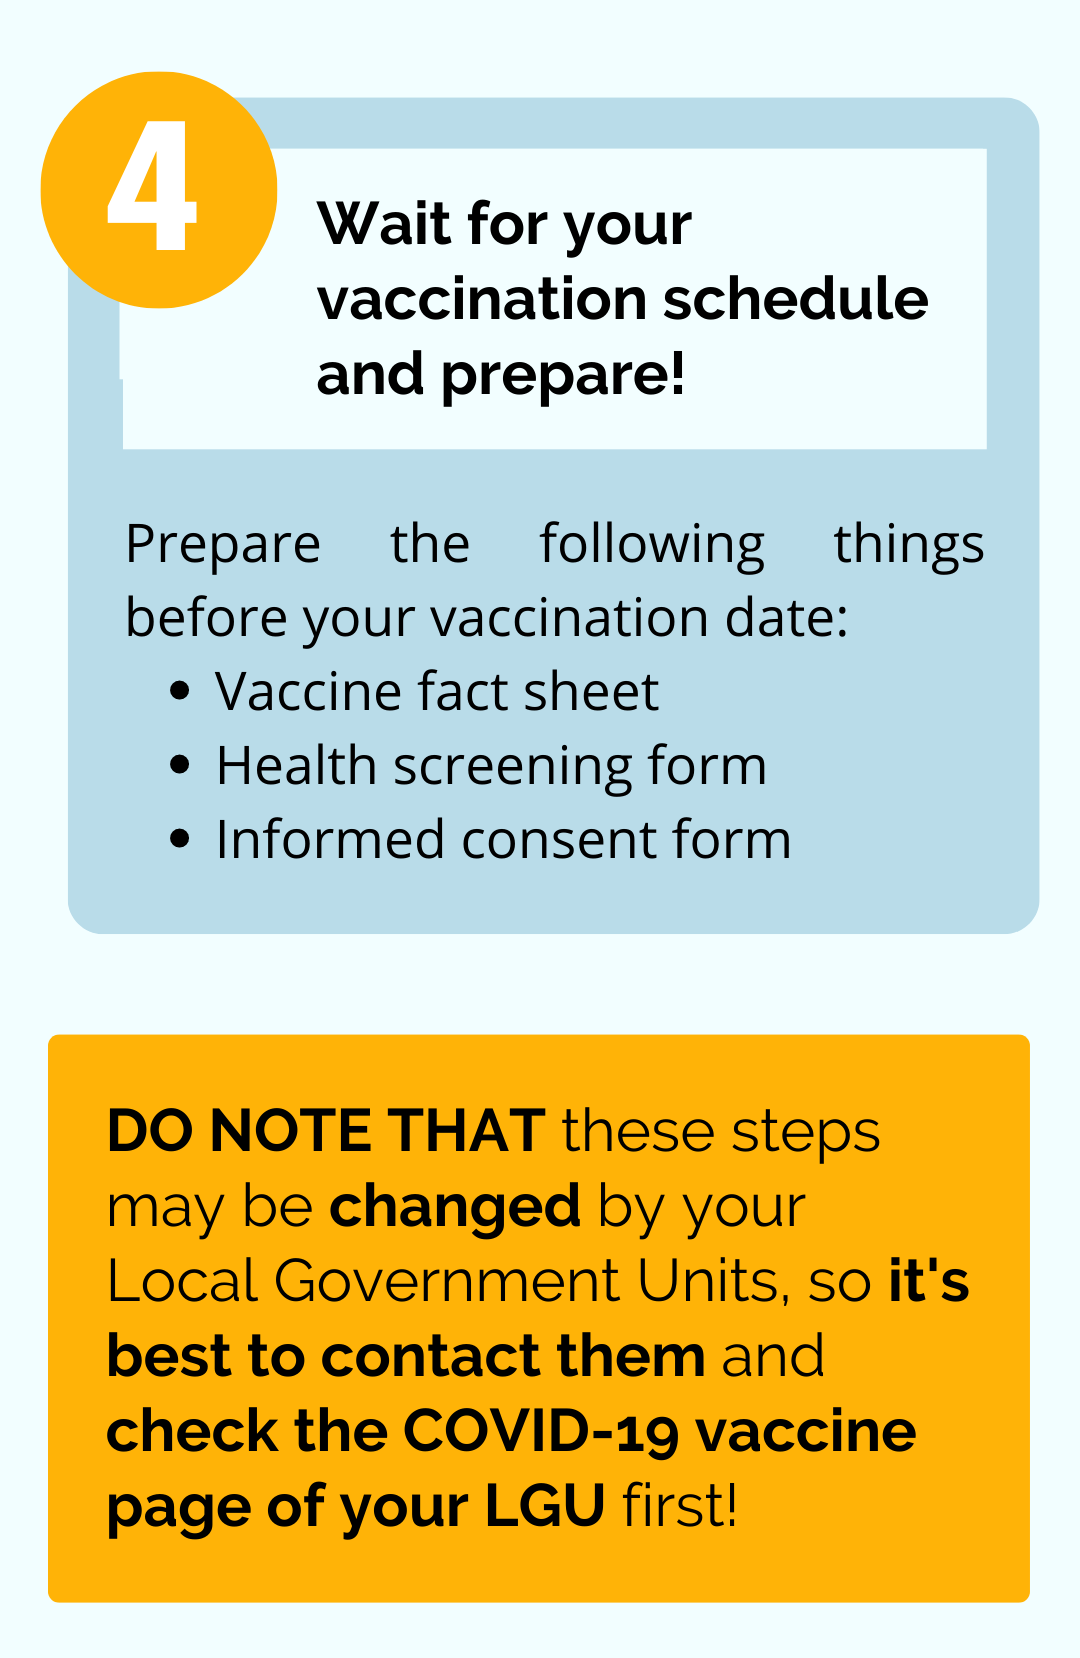 4
Wait for your
vaccination schedule
and prepare!
Prepare the following things
before your vaccination date:
• Vaccine fact sheet
• Health screening form
• Informed consent form
DO NOTE THAT these steps
may be changed by your
Local Government Units, so it's
best to contact them and
check the COVID-19 vaccine
page of your LGU first!